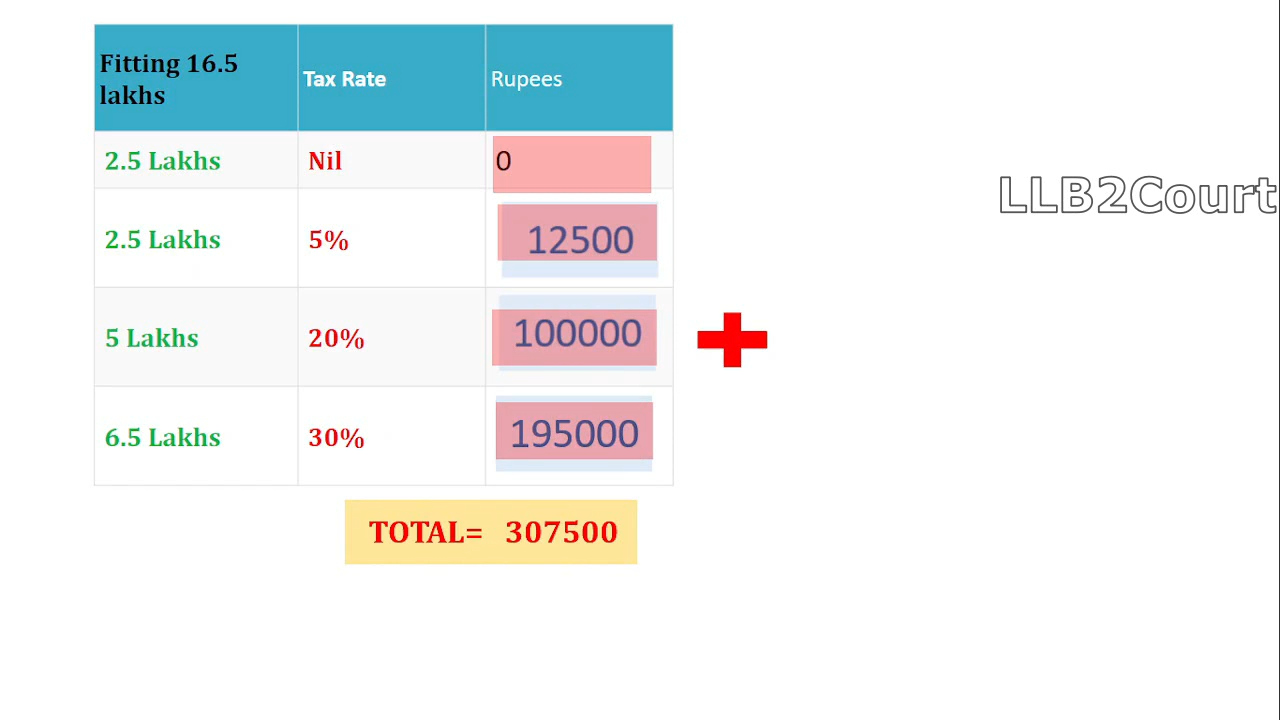 Fitting 16.5 lakhs Tax Rate Rupees
2.5 Lakhs Nil 0
2.5 Lakhs 5% 12500
5 Lakhs 20% 100000
6.5 Lakhs 30% 195000
TOTAL= 307500
LLB2Court